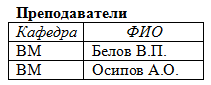 Преподаватели
Кафедра ФИО
ВМ Белов В.П.
ВМ Осипов А.О.